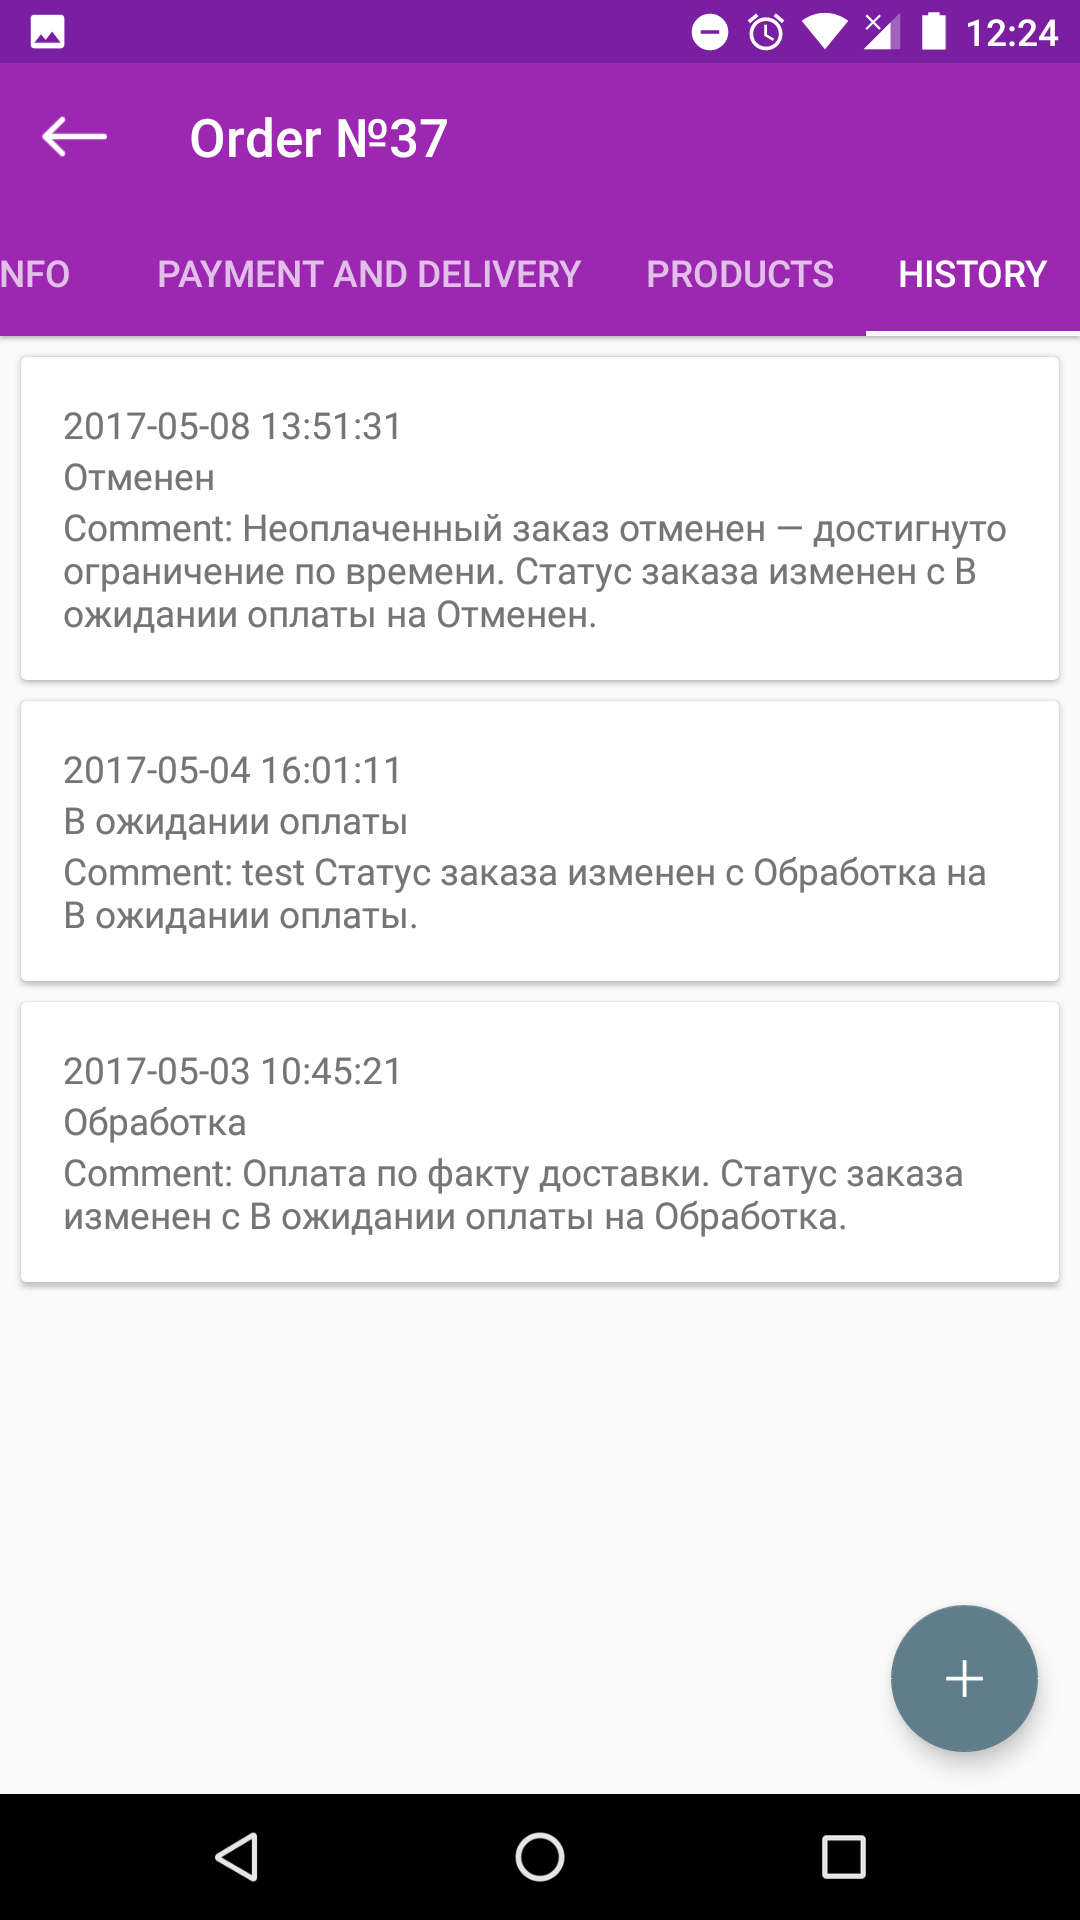 12:24
Order №37
NFO PAYMENT AND DELIVERY PRODUCTS HISTORY
2017-05-08 13:51:31
Отменен
Comment: Неоплаченный заказ отменен — достигнуто
ограничение по времени. Статус заказа изменен с В
ожидании оплаты на Отменен.
2017-05-04 16:01:11
В ожидании оплаты
Comment: test Статус заказа изменен с Обработка на
В ожидании оплаты.
2017-05-03 10:45:21
Обработка
Comment: Оплата по факту доставки. Статус заказа
изменен с В ожидании оплаты на Обработка.